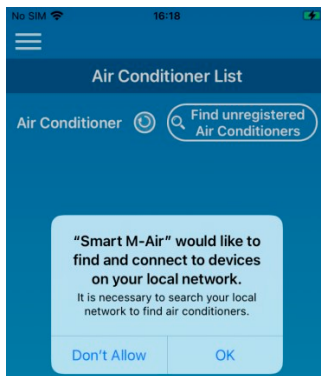 No SIM 16:18
Air Conditioner List
Air Conditioner
Find unregistered
Air Conditioners
“Smart M-Air” would like to
find and connect to devices
on your local network.
It is necessary to search your local
network to find air conditioners.
Don't Allow OK